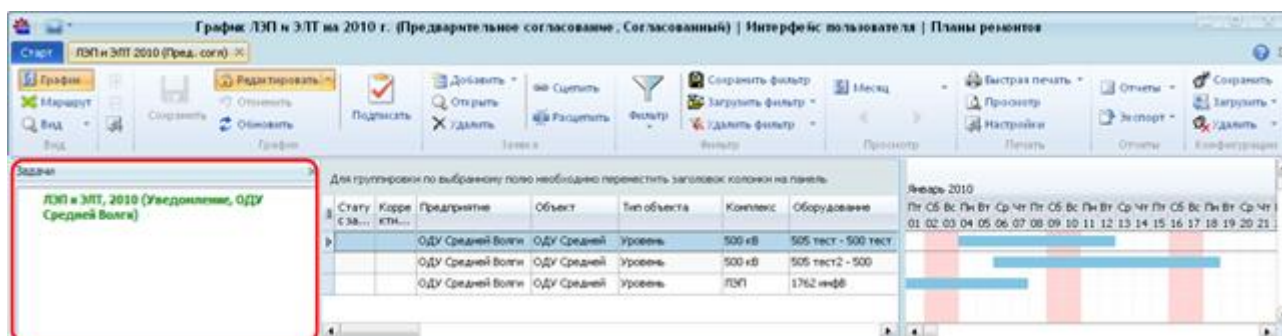 График ЛЭП и ЭЛТ на 2010 г. (Предварительное согласование, Согласованный) | Интерфейс пользователя | Планы ремонтов
Старт ЛЭП и ЭЛТ 2010 (Пред. согл)
График Редактировать Добавить Сцепить Сохранить фильтр Месяц Быстрая печать Отчеты Сохранить
Маршрут Отменить Открыть Загрузить фильтр Просмотр Загрузить
Сохранить Подписать Фильтр
Вид Обновить Удалить Расцепить Удалить фильтр Настройки Экспорт Удалить
Вид График Заявка Фильтр Просмотр Печать Отчеты Конфигурации
Задачи
ЛЭП и ЭЛТ, 2010 (Уведомление, ОДУ
Средней Волги)
Для группировки по выбранному полю необходимо переместить заголовок колонки на панель
Стату Корре Предприятие Объект Тип объекта Комплекс Оборудование
с за... кти...
ОДУ Средней Волги ОДУ Средней Уровень 500 кВ 505 тест - 500 тест
ОДУ Средней Волги ОДУ Средней Уровень 500 кВ 505 тест2 - 500
ОДУ Средней Волги ОДУ Средней Уровень ЛЭП 1762 инфВ
Январь 2010
Пт Сб Вс Пн Вт Ср Чт Пт Сб Вс Пн Вт Ср Чт Пт Сб Вс Пн Вт Ср Чт
01 02 03 04 05 06 07 08 09 10 11 12 13 14 15 16 17 18 19 20 21